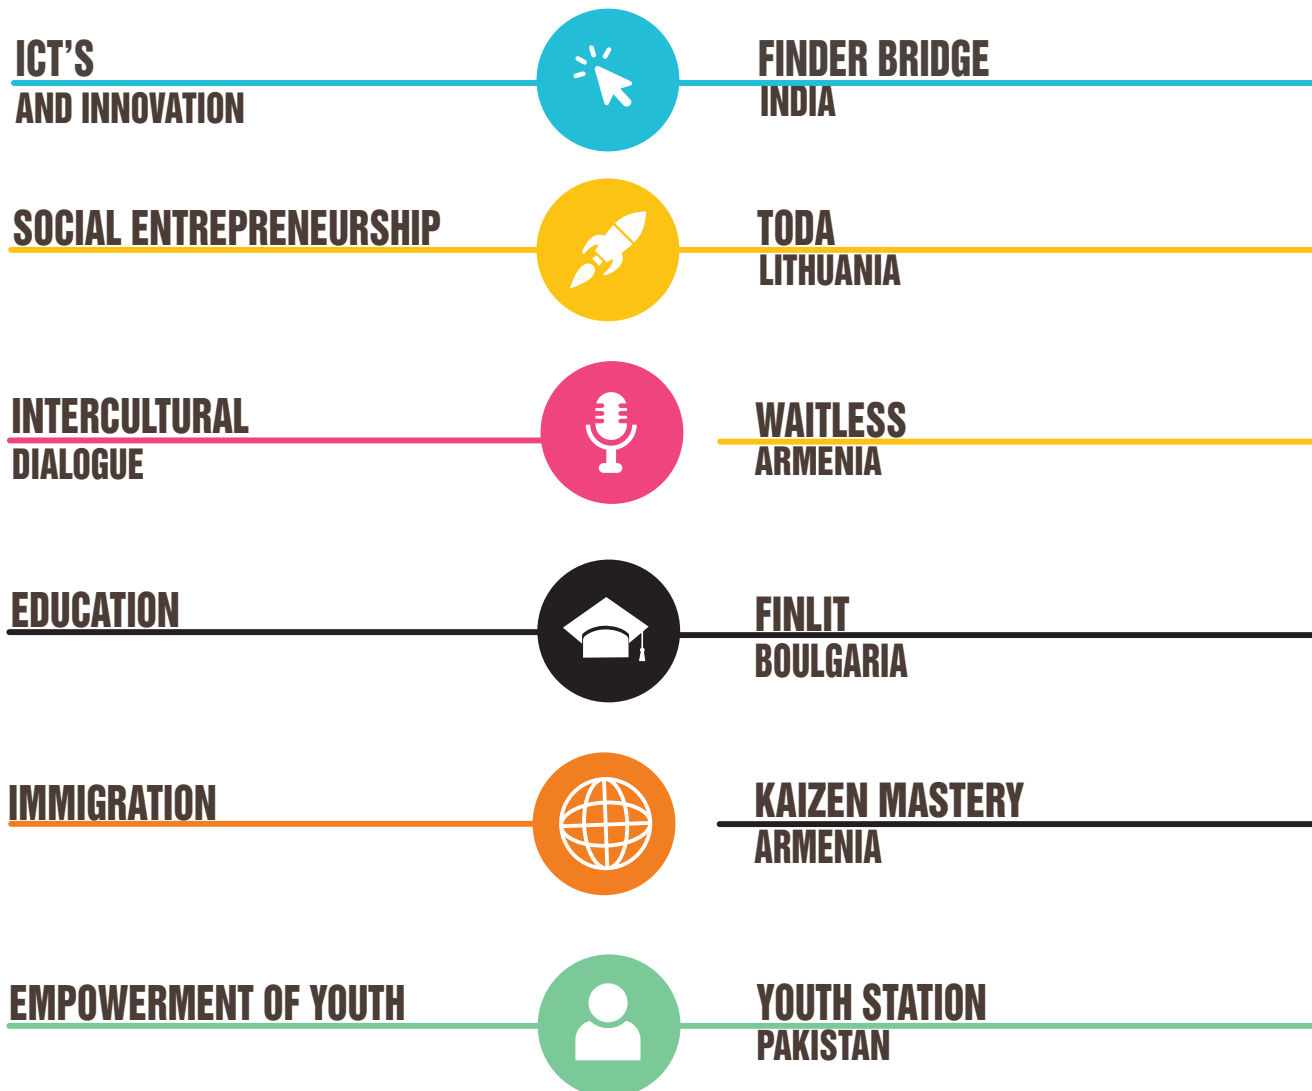 ICT'S
AND INNOVATION
FINDER BRIDGE
INDIA
SOCIAL ENTREPRENEURSHIP
TODA
LITHUANIA
INTERCULTURAL
DIALOGUE
WAITLESS
ARMENIA
EDUCATION
FINLIT
BOULGARIA
IMMIGRATION
KAIZEN MASTERY
ARMENIA
EMPOWERMENT OF YOUTH
YOUTH STATION
PAKISTAN